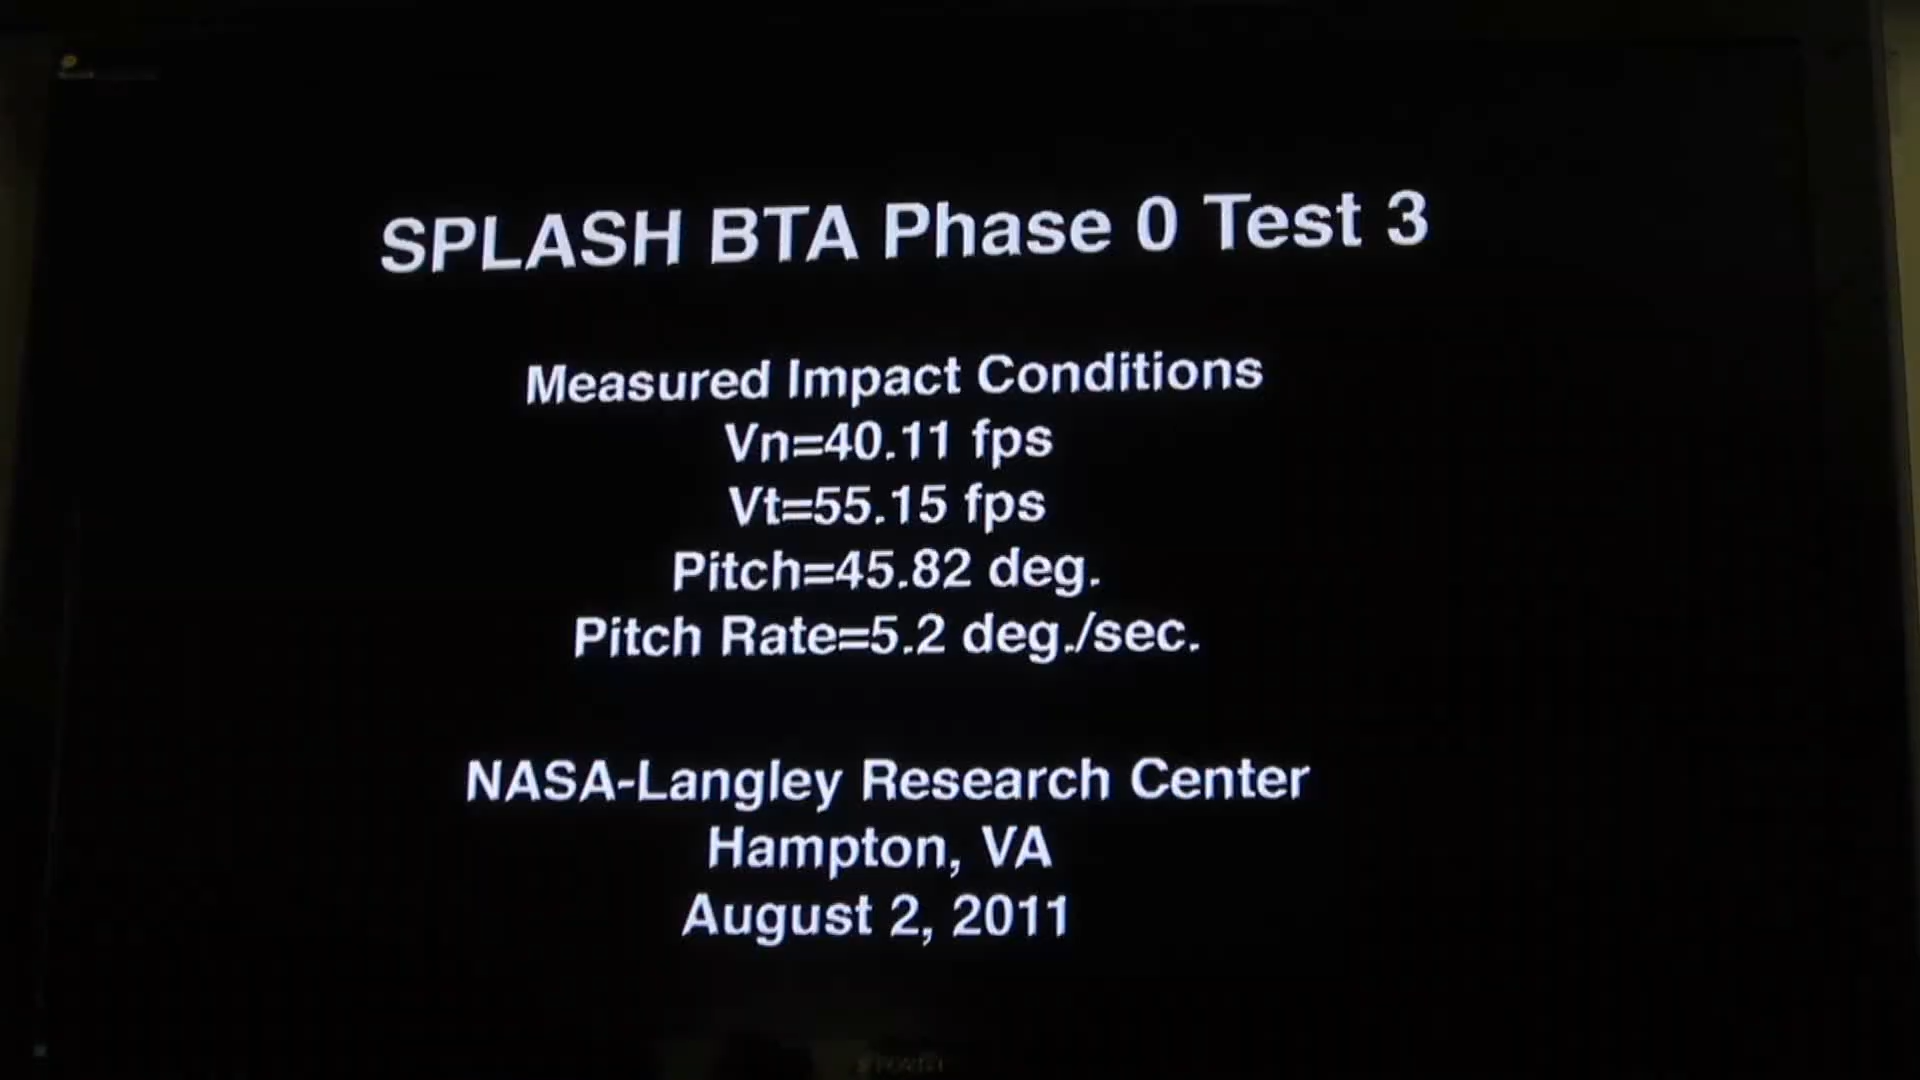 SPLASH BTA Phase 0 Test 3
Measured Impact Conditions
Vn=40.11 fps
Vt=55.15 fps
Pitch=45.82 deg.
Pitch Rate=5.2 deg./sec.
NASA-Langley Research Center
Hampton, VA
August 2, 2011